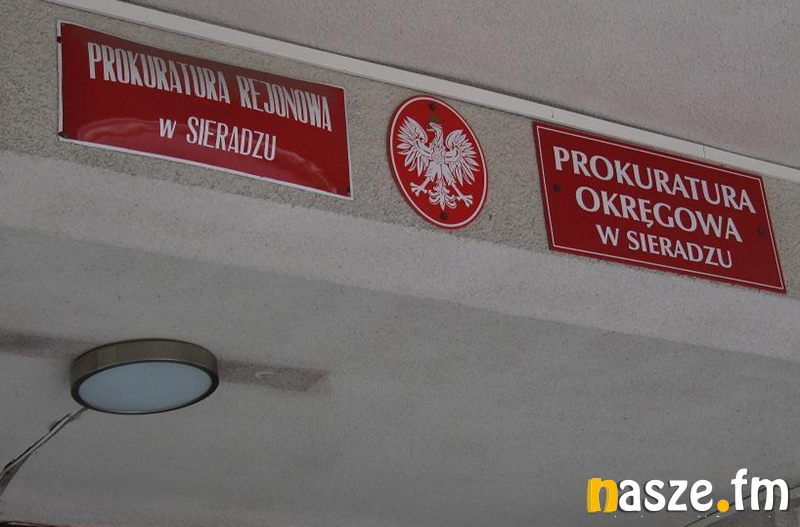 PROKURATURA REJONOWA
w SIERADZU
PROKURATURA
OKRĘGOWA
W SIERADZU
nasze.fm